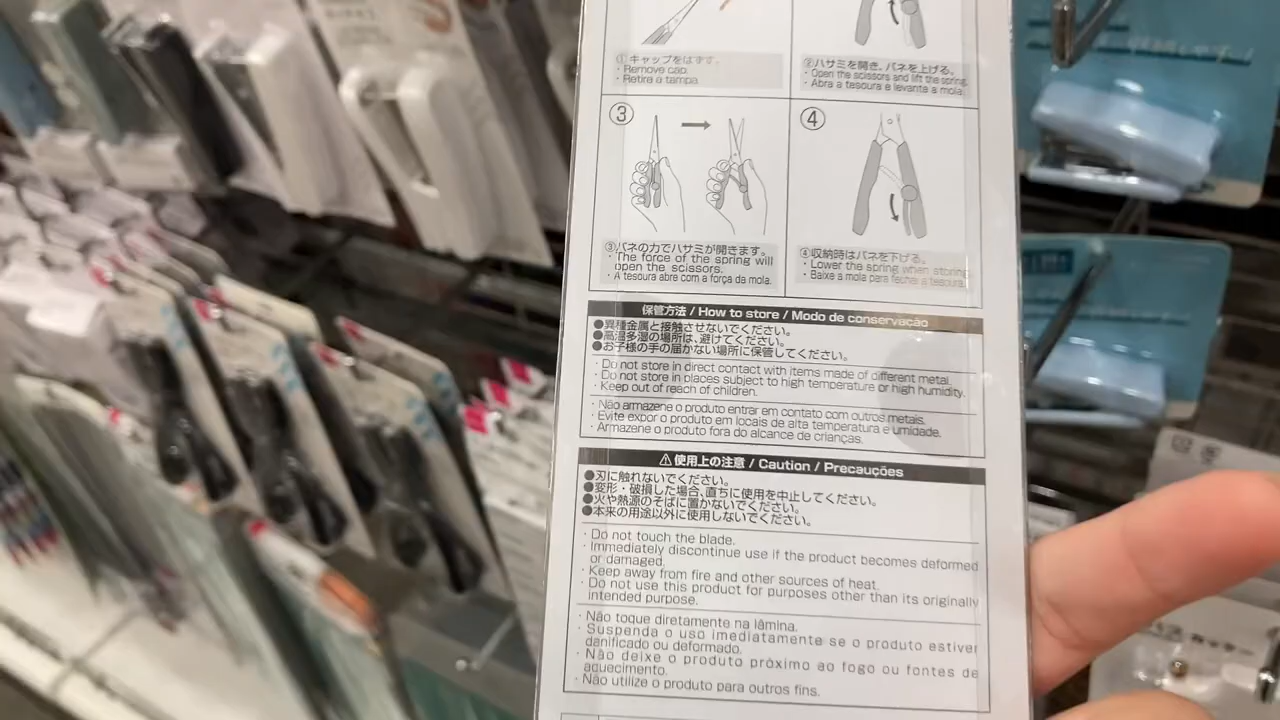 ①キャップをはずす。
・Remove cap.
・Retira a tampa.
②ハサミを開き、バネを上げる。
・Open the scissors and lift the spring.
・Abra a tesoura e levante a mola.
③
④
③バネの力でハサミが開きます。
・The force of the spring will
open the scissors.
・A tesoura abre com a força da mola.
④収納時はバネを下げる。
・Lower the spring when storing.
・Baixe a mola para fechar a tesoura.
保管方法 / How to store / Modo de conservação
●異種金属と接触させないでください。
●高温多湿の場所は、避けてください。
●お子様の手の届かない場所に保管してください。
・Do not store in direct contact with items made of different metal.
・Do not store in places subject to high temperature or high humidity.
・Keep out of reach of children.
・Não armazene o produto entrar em contato com outros metais.
・Evite expor o produto em locais de alta temperatura e umidade.
・Armazene o produto fora do alcance de crianças.
⚠使用上の注意 / Caution / Precauções
●刃に触れないでください。
●変形・破損した場合、直ちに使用を中止してください。
●火や熱源のそばに置かないでください。
●本来の用途以外に使用しないでください。
・Do not touch the blade.
・Immediately discontinue use if the product becomes deformed
or damaged.
・Keep away from fire and other sources of heat.
・Do not use this product for purposes other than its originally
intended purpose.
・Não toque diretamente na lâmina.
・Suspenda o uso imediatamente se o produto estiver
danificado ou deformado.
・Não deixe o produto próximo ao fogo ou fontes de
aquecimento.
・Não utilize o produto para outros fins.